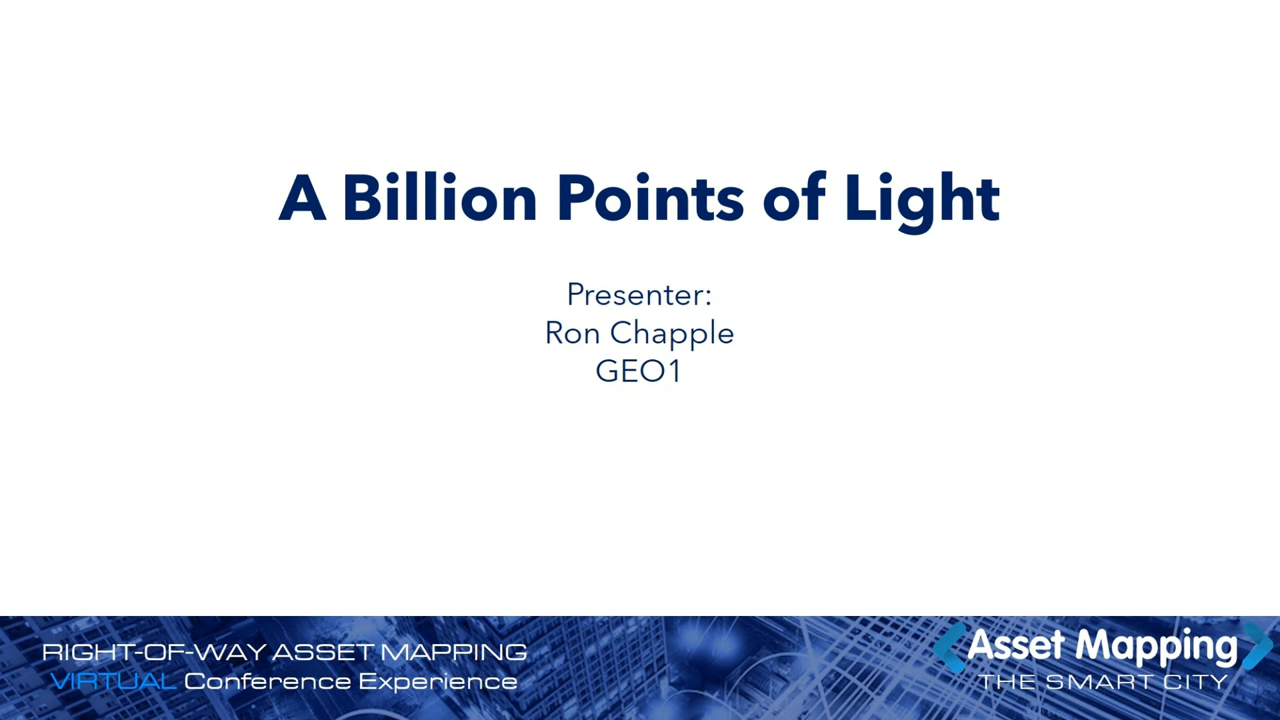 A Billion Points of Light
Presenter:
Ron Chapple
GEO1
RIGHT-OF-WAY ASSET MAPPING
VIRTUAL Conference Experience
Asset Mapping
THE SMART CITY